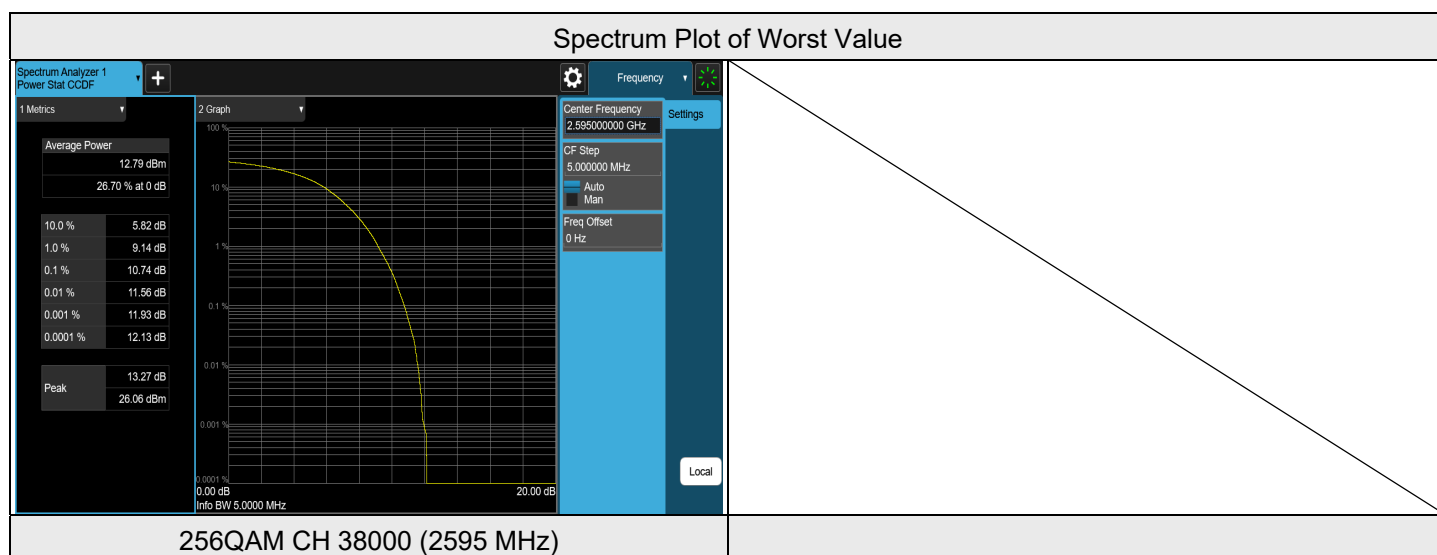 Spectrum Plot of Worst Value
Spectrum Analyzer 1
Power Stat CCDF
Frequency
1 Metrics
Average Power
12.79 dBm
26.70 % at 0 dB
10.0 % 5.82 dB
1.0 % 9.14 dB
0.1 % 10.74 dB
0.01 % 11.56 dB
0.001 % 11.93 dB
0.0001 % 12.13 dB
Peak
13.27 dB
26.06 dBm
2 Graph
100 %
10 %
1 %
0.1 %
0.01 %
0.001 %
0.0001 %
0.00 dB 20.00 dB
Info BW 5.0000 MHz
Center Frequency
2.595000000 GHz
CF Step
5.000000 MHz
Auto
Man
Freq Offset
0 Hz
Settings
Local
256QAM CH 38000 (2595 MHz)